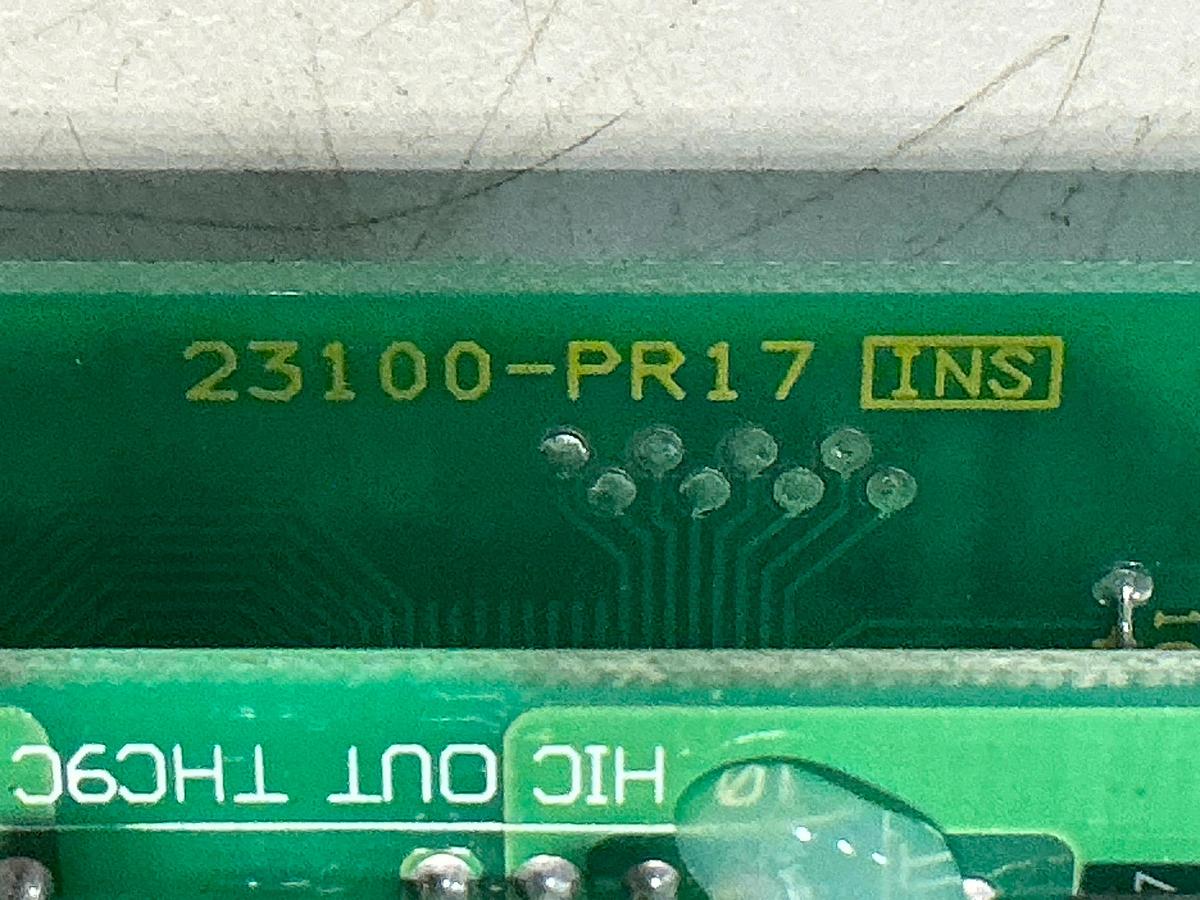 23100-PR17 INS
HIC OUT THC9C